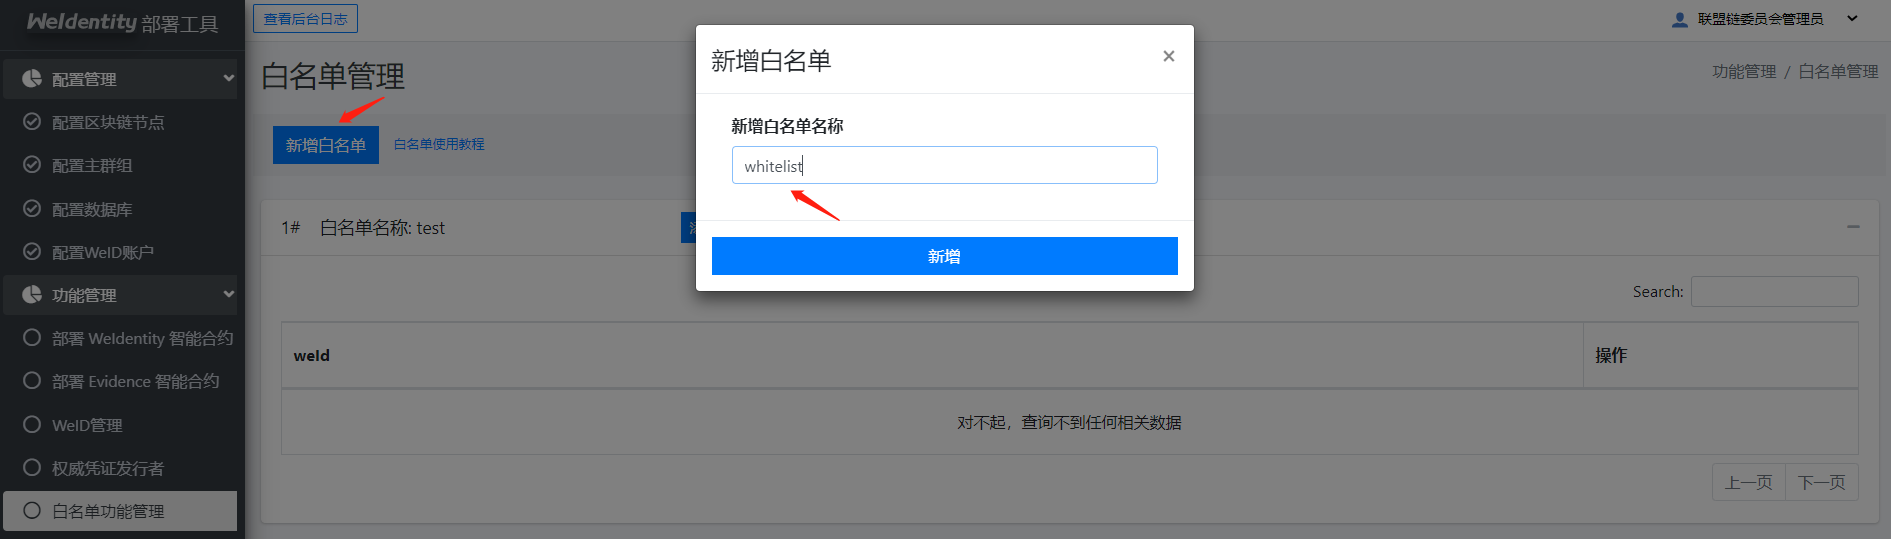 WeIdentity 部署工具
配置管理
配置区块链节点
配置主群组
配置数据库
配置WeID账户
功能管理
部署 WeIdentity 智能合约
部署 Evidence 智能合约
WeID管理
权威凭证发行者
白名单功能管理
查看后台日志
联盟链委员会管理员
白名单管理
功能管理 / 白名单管理
新增白名单
白名单使用教程
1# 白名单名称: test
Search:
weId
操作
对不起，查询不到任何相关数据
上一页
下一页
新增白名单
×
新增白名单名称
whitelist
新增